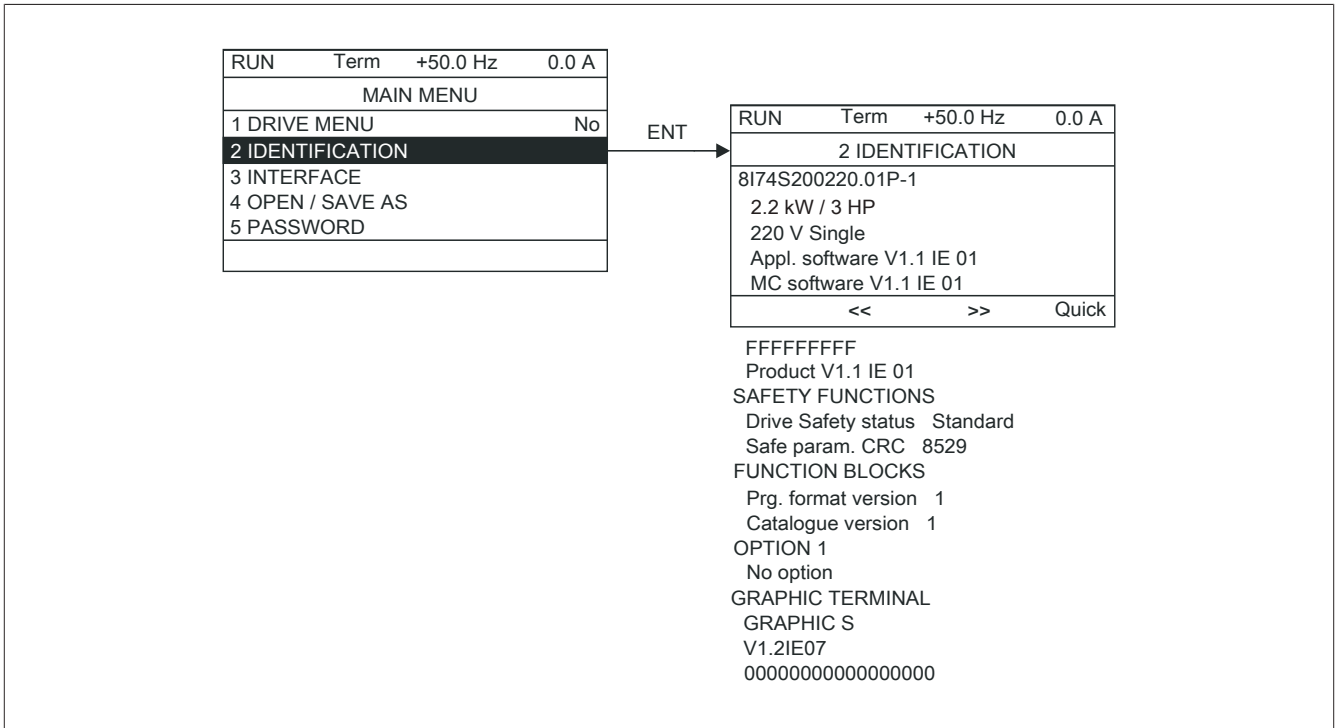 RUN Term +50.0 Hz 0.0 A
MAIN MENU
1 DRIVE MENU No
2 IDENTIFICATION
3 INTERFACE
4 OPEN / SAVE AS
5 PASSWORD
ENT
RUN Term +50.0 Hz 0.0 A
2 IDENTIFICATION
8I74S200220.01P-1
2.2 kW / 3 HP
220 V Single
Appl. software V1.1 IE 01
MC software V1.1 IE 01
<< >> Quick
FFFFFFFFF
Product V1.1 IE 01
SAFETY FUNCTIONS
Drive Safety status Standard
Safe param. CRC 8529
FUNCTION BLOCKS
Prg. format version 1
Catalogue version 1
OPTION 1
No option
GRAPHIC TERMINAL
GRAPHIC S
V1.2IE07
00000000000000000